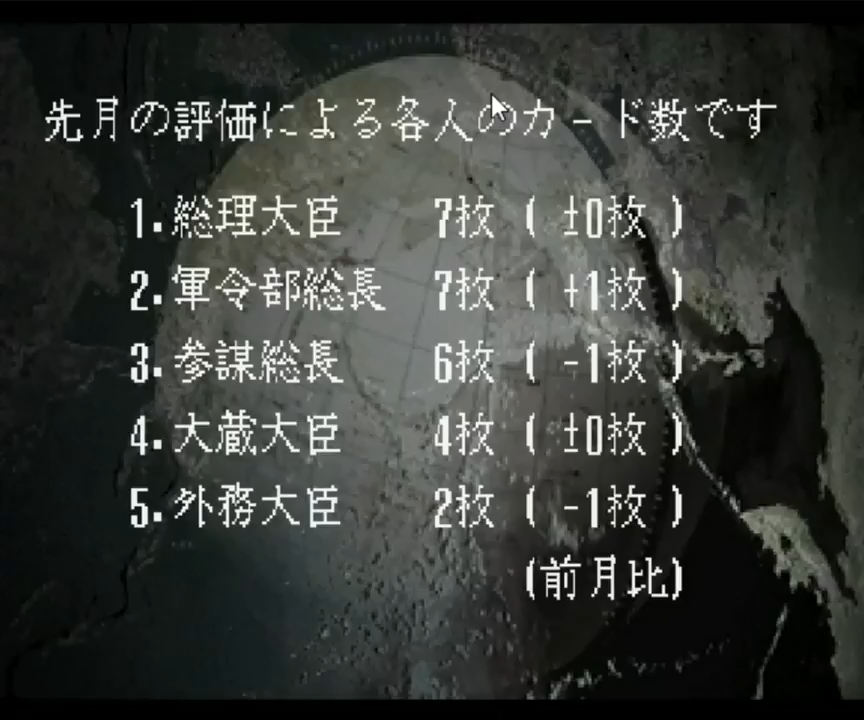 先月の評価による各人のカード数です
1.総理大臣 7枚 ( ±0枚 )
2.軍令部総長 7枚 ( +1枚 )
3.参謀総長 6枚 ( -1枚 )
4.大蔵大臣 4枚 ( ±0枚 )
5.外務大臣 2枚 ( -1枚 )
(前月比)